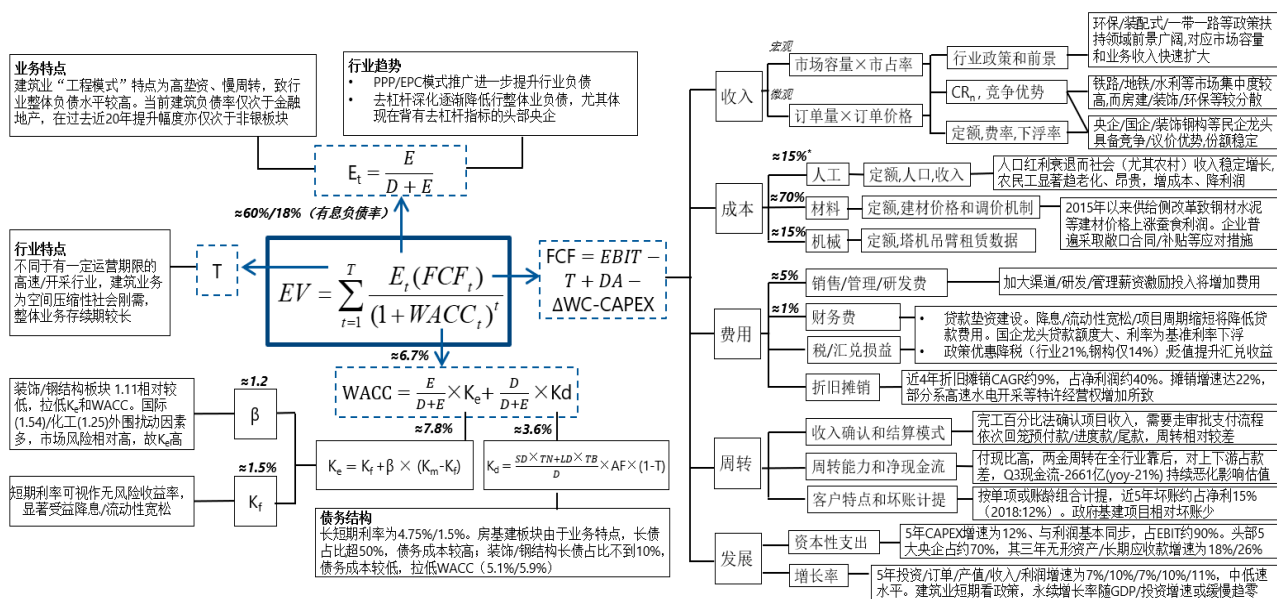 业务特点
建筑业“工程模式”特点为高垫资、慢周转，致行
业整体负债水平较高。当前建筑负债率仅次于金融
地产，在过去近20年提升幅度亦仅次于非银板块
行业趋势
• PPP/EPC模式推广进一步提升行业负债
• 去杠杆深化逐渐降低行整体业负债，尤其体
现在背有去杠杆指标的头部央企
E_t = E / (D + E)
≈60%/18%（有息负债率）
行业特点
不同于有一定运营期限的
高速/开采行业，建筑业务
为空间压缩性社会刚需，
整体业务存续期较长
T
EV = ∑_{t=1}^{T} E_t(FCF_t) / (1+WACC_t)^t
FCF = EBIT −
T + DA −
ΔWC-CAPEX
≈6.7%
WACC = E/(D+E) × K_e + D/(D+E) × Kd
≈7.8%
≈3.6%
K_e = K_f + β × (K_m-K_f)
K_d = (SD×TN+LD×TB)/D × AF×(1-T)
装饰/钢结构板块 1.11相对较
低，拉低K_e和WACC。国际
(1.54)/化工(1.25)外围扰动因素
多，市场风险相对高，故K_e高
≈1.2
β
短期利率可视作无风险收益率，
显著受益降息/流动性宽松
≈1.5%
K_f
债务结构
长短期利率为4.75%/1.5%。房基建板块由于业务特点，长债
占比超50%，债务成本较高；装饰/钢结构长债占比不到10%，
债务成本较低，拉低WACC（5.1%/5.9%）
收入
宏观
市场容量×市占率
微观
订单量×订单价格
行业政策和前景
CR_n, 竞争优势
定额,费率,下浮率
环保/装配式/一带一路等政策扶
持领域前景广阔,对应市场容量
和业务收入快速扩大
铁路/地铁/水利等市场集中度较
高,而房建/装饰/环保等较分散
央企/国企/装饰钢构等民企龙头
具备竞争/议价优势,份额稳定
成本
≈15%*
人工
定额,人口,收入
人口红利衰退而社会（尤其农村）收入稳定增长,
农民工显著趋老化、昂贵，增成本、降利润
≈70%
材料
定额,建材价格和调价机制
≈15%
机械
定额,塔机吊臂租赁数据
2015年以来供给侧改革致钢材水泥
等建材价格上涨蚕食利润。企业普
遍采取敞口合同/补贴等应对措施
费用
≈5%
销售/管理/研发费
加大渠道/研发/管理薪资激励投入将增加费用
≈1%
财务费
税/汇兑损益
• 贷款垫资建设。降息/流动性宽松/项目周期缩短将降低贷
款费用。国企龙头贷款额度大、利率为基准利率下浮
• 政策优惠降税（行业21%,钢构仅14%）;贬值提升汇兑收益
折旧摊销
近4年折旧摊销CAGR约9%，占净利润约40%。摊销增速达22%，
部分系高速水电开采等特许经营权增加所致
周转
收入确认和结算模式
完工百分比法确认项目收入，需要走审批支付流程
依次回笼预付款/进度款/尾款，周转相对较差
周转能力和净现金流
付现比高，两金周转在全行业靠后，对上下游占款
差，Q3现金流-2661亿(yoy-21%) 持续恶化影响估值
客户特点和坏账计提
按单项或账龄组合计提，近5年坏账约占净利15%
（2018:12%）。政府基建项目相对坏账少
发展
资本性支出
5年CAPEX增速为12%、与利润基本同步，占EBIT约90%。头部5
大央企占约70%，其三年无形资产/长期应收款增速为18%/26%
增长率
5年投资/订单/产值/收入/利润增速为7%/10%/7%/10%/11%，中低速
水平。建筑业短期看政策，永续增长率随GDP/投资增速或缓慢趋零